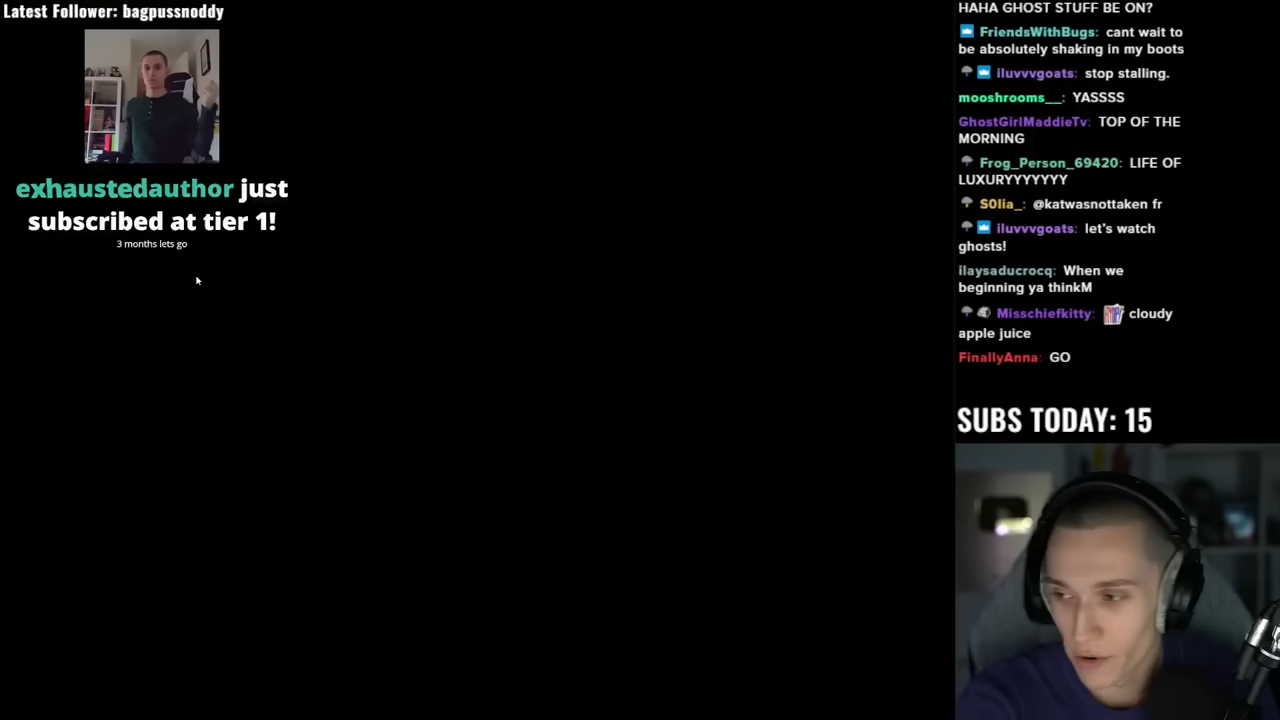 Latest Follower: bagpussnoddy
exhaustedauthor just
subscribed at tier 1!
3 months lets go
HAHA GHOST STUFF BE ON?
FriendsWithBugs: cant wait to
be absolutely shaking in my boots
iluvvvgoats: stop stalling.
mooshrooms__: YASSSS
GhostGirlMaddieTv: TOP OF THE
MORNING
Frog_Person_69420: LIFE OF
LUXURYYYYYYY
S0lia_: @katwasnottaken fr
iluvvvgoats: let's watch
ghosts!
ilaysaducrocq: When we
beginning ya thinkM
Misschiefkitty: cloudy
apple juice
FinallyAnna: GO
SUBS TODAY: 15